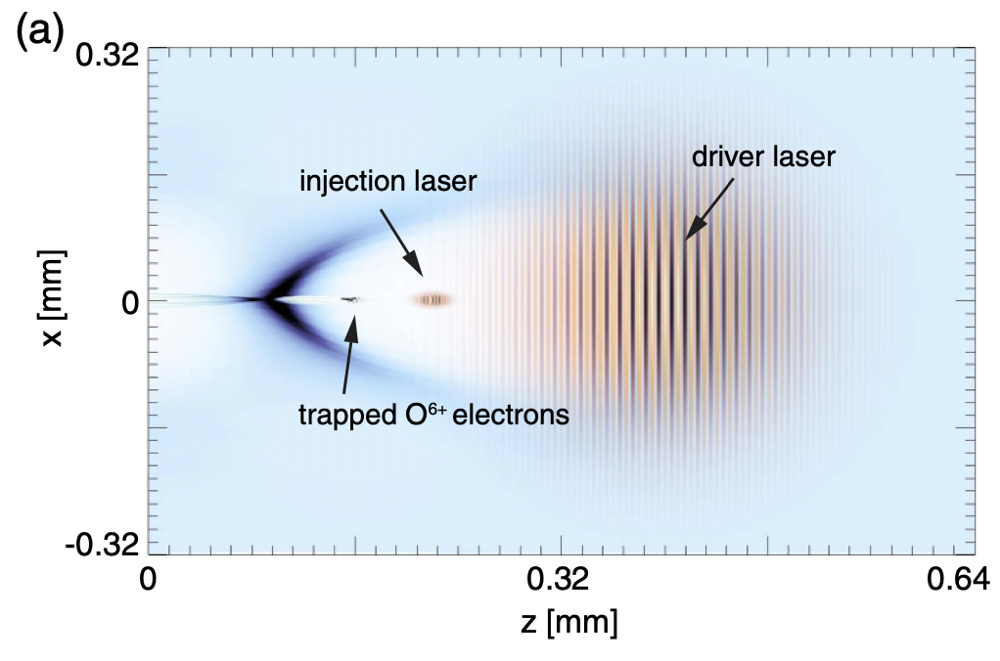 (a)
0.32
driver laser
injection laser
x [mm]
0
trapped O⁶⁺ electrons
-0.32
0
0.32
0.64
z [mm]